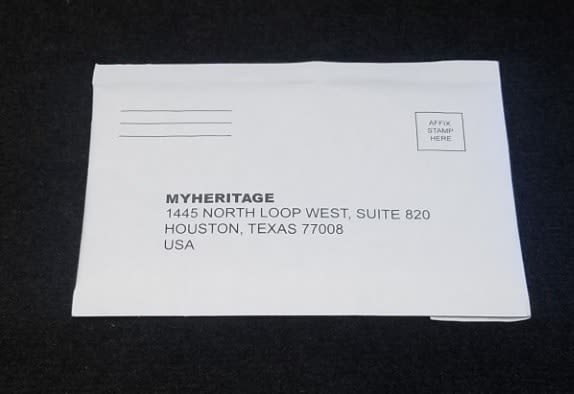 AFFIX
STAMP
HERE
MYHERITAGE
1445 NORTH LOOP WEST, SUITE 820
HOUSTON, TEXAS 77008
USA